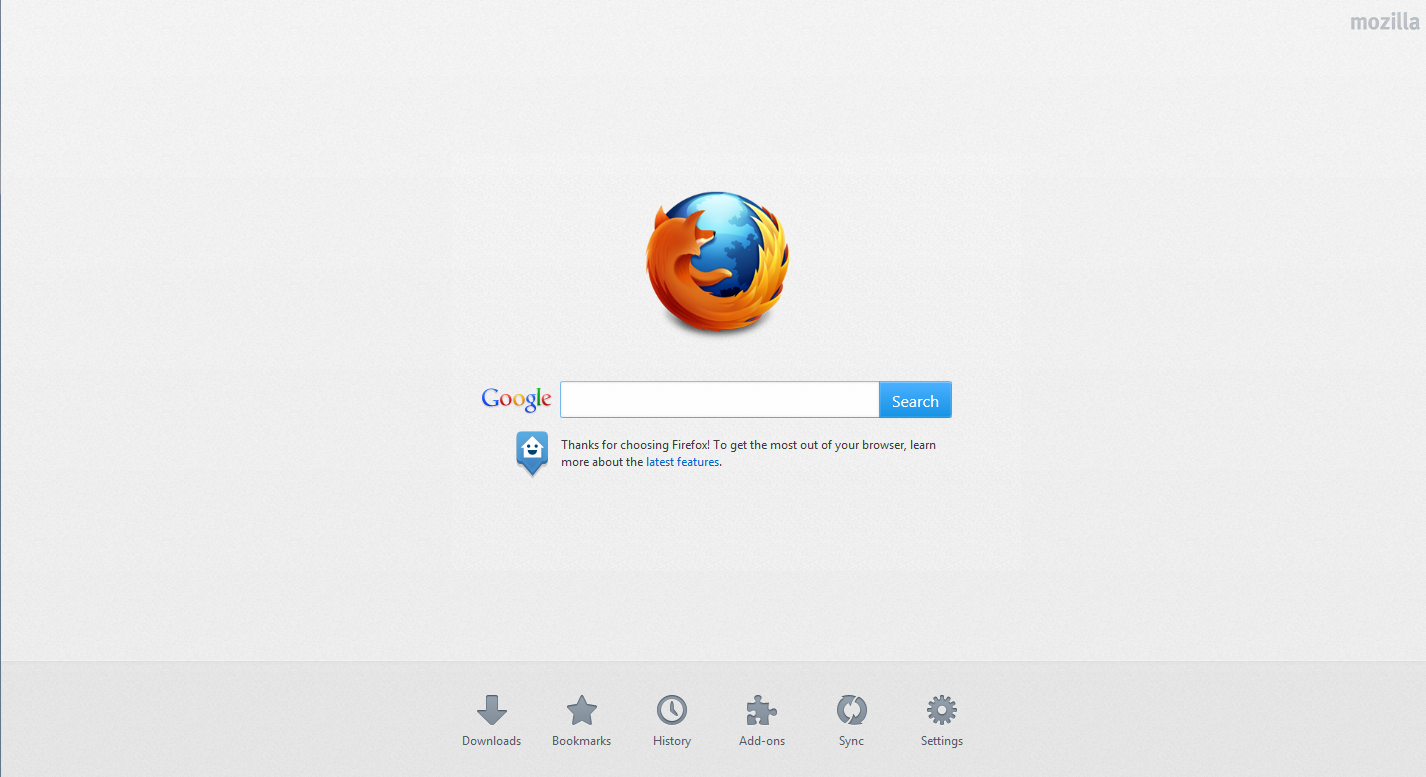 mozilla
Google
Search
Thanks for choosing Firefox! To get the most out of your browser, learn
more about the latest features.
Downloads
Bookmarks
History
Add-ons
Sync
Settings